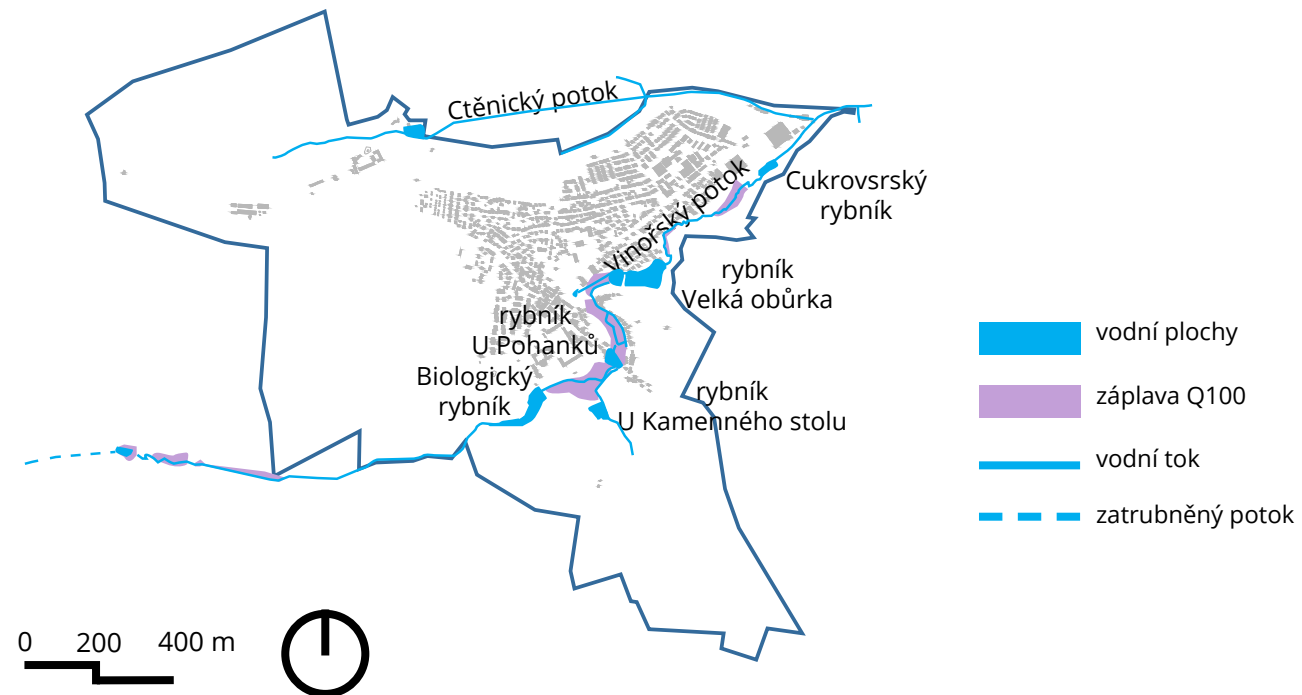 Ctěnický potok
Vinořský potok
Cukrovsrský
rybník
rybník
Velká obůrka
rybník
U Pohanků
Biologický
rybník
rybník
U Kamenného stolu
vodní plochy
záplava Q100
vodní tok
zatrubněný potok
0 200 400 m